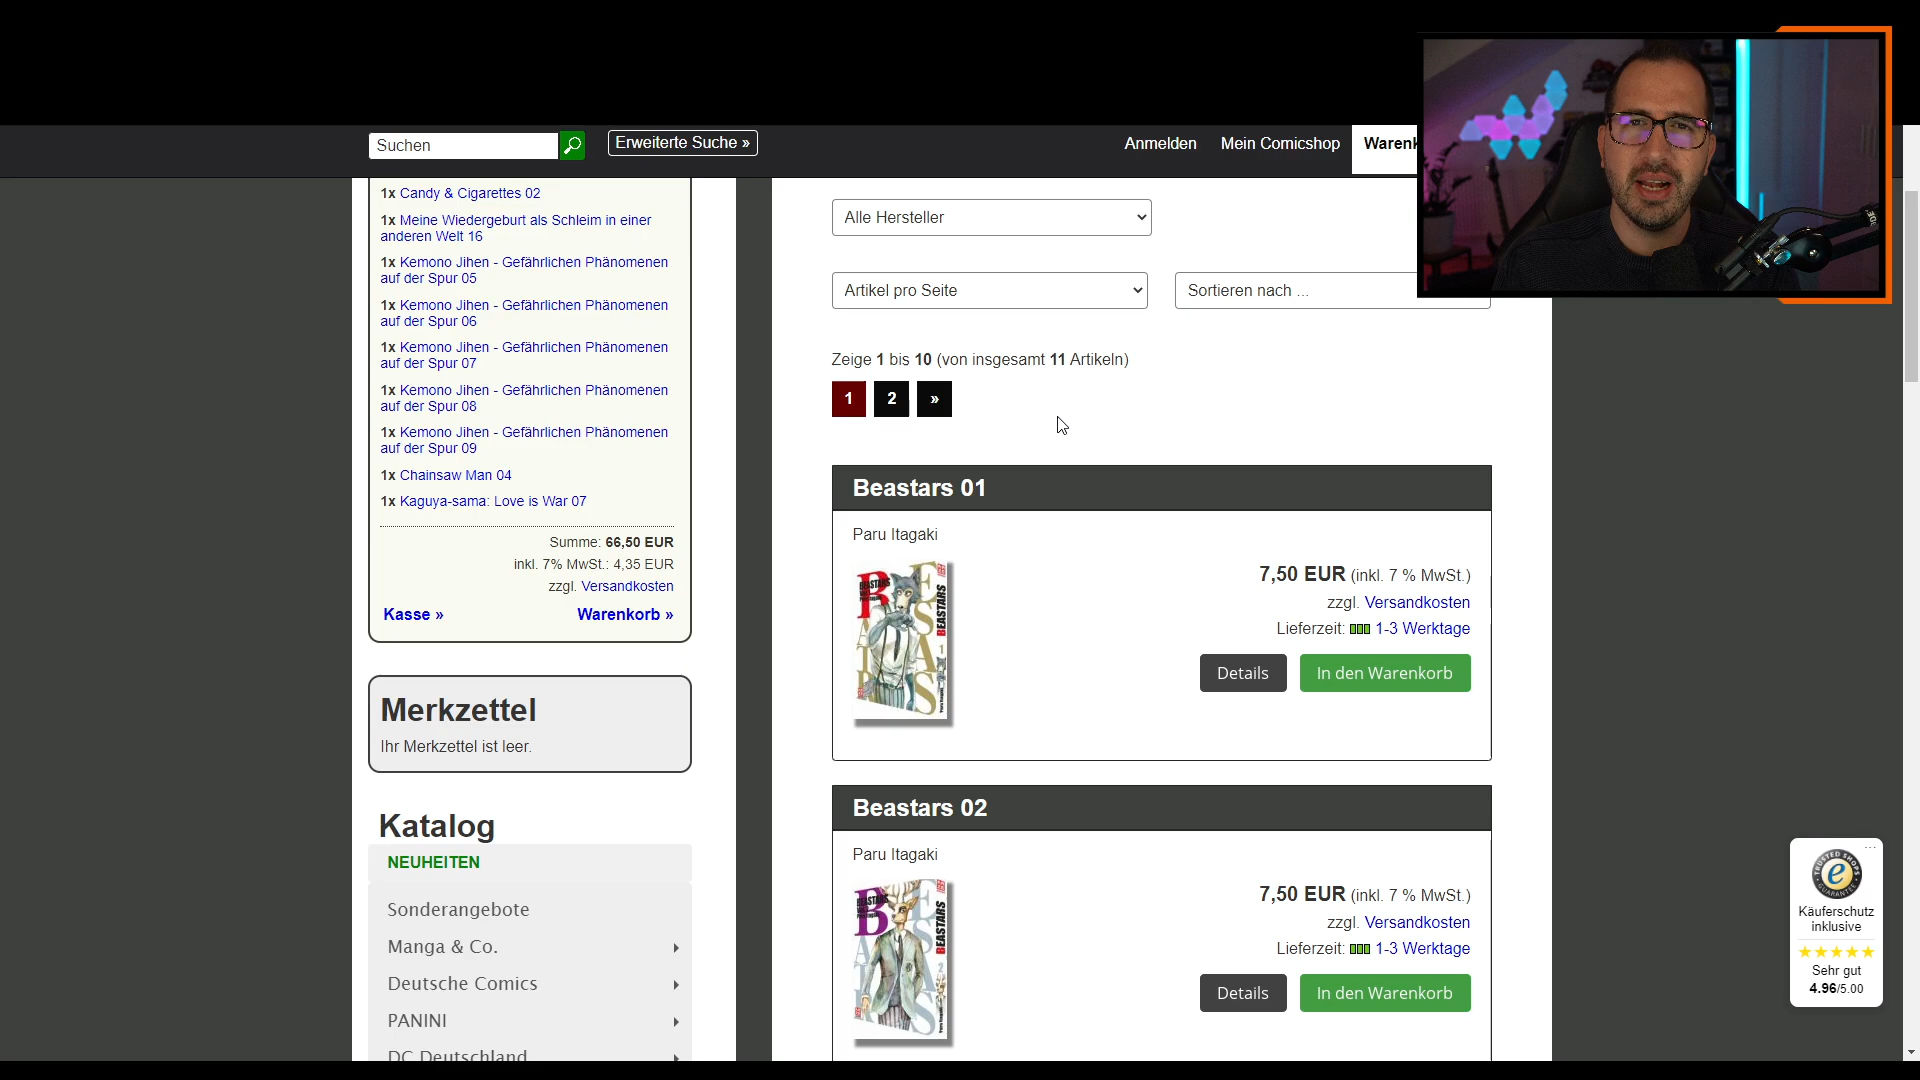 Suchen
Erweiterte Suche »
Anmelden
Mein Comicshop
Warenk
1x Candy & Cigarettes 02
1x Meine Wiedergeburt als Schleim in einer
anderen Welt 16
1x Kemono Jihen - Gefährlichen Phänomenen
auf der Spur 05
1x Kemono Jihen - Gefährlichen Phänomenen
auf der Spur 06
1x Kemono Jihen - Gefährlichen Phänomenen
auf der Spur 07
1x Kemono Jihen - Gefährlichen Phänomenen
auf der Spur 08
1x Kemono Jihen - Gefährlichen Phänomenen
auf der Spur 09
1x Chainsaw Man 04
1x Kaguya-sama: Love is War 07
Summe: 66,50 EUR
inkl. 7% MwSt.: 4,35 EUR
zzgl. Versandkosten
Kasse »
Warenkorb »
Merkzettel
Ihr Merkzettel ist leer.
Katalog
NEUHEITEN
Sonderangebote
Manga & Co.
Deutsche Comics
PANINI
DC Deutschland
Alle Hersteller
Artikel pro Seite
Sortieren nach ...
Zeige 1 bis 10 (von insgesamt 11 Artikeln)
1
2
»
Beastars 01
Paru Itagaki
BEASTARS
BEASTARS
1
7,50 EUR (inkl. 7 % MwSt.)
zzgl. Versandkosten
Lieferzeit: 1-3 Werktage
Details
In den Warenkorb
Beastars 02
Paru Itagaki
BEASTARS
BEASTARS
2
7,50 EUR (inkl. 7 % MwSt.)
zzgl. Versandkosten
Lieferzeit: 1-3 Werktage
Details
In den Warenkorb
...
TRUSTED SHOPS
GUARANTEE
e
Käuferschutz
inklusive
Sehr gut
4.96/5.00